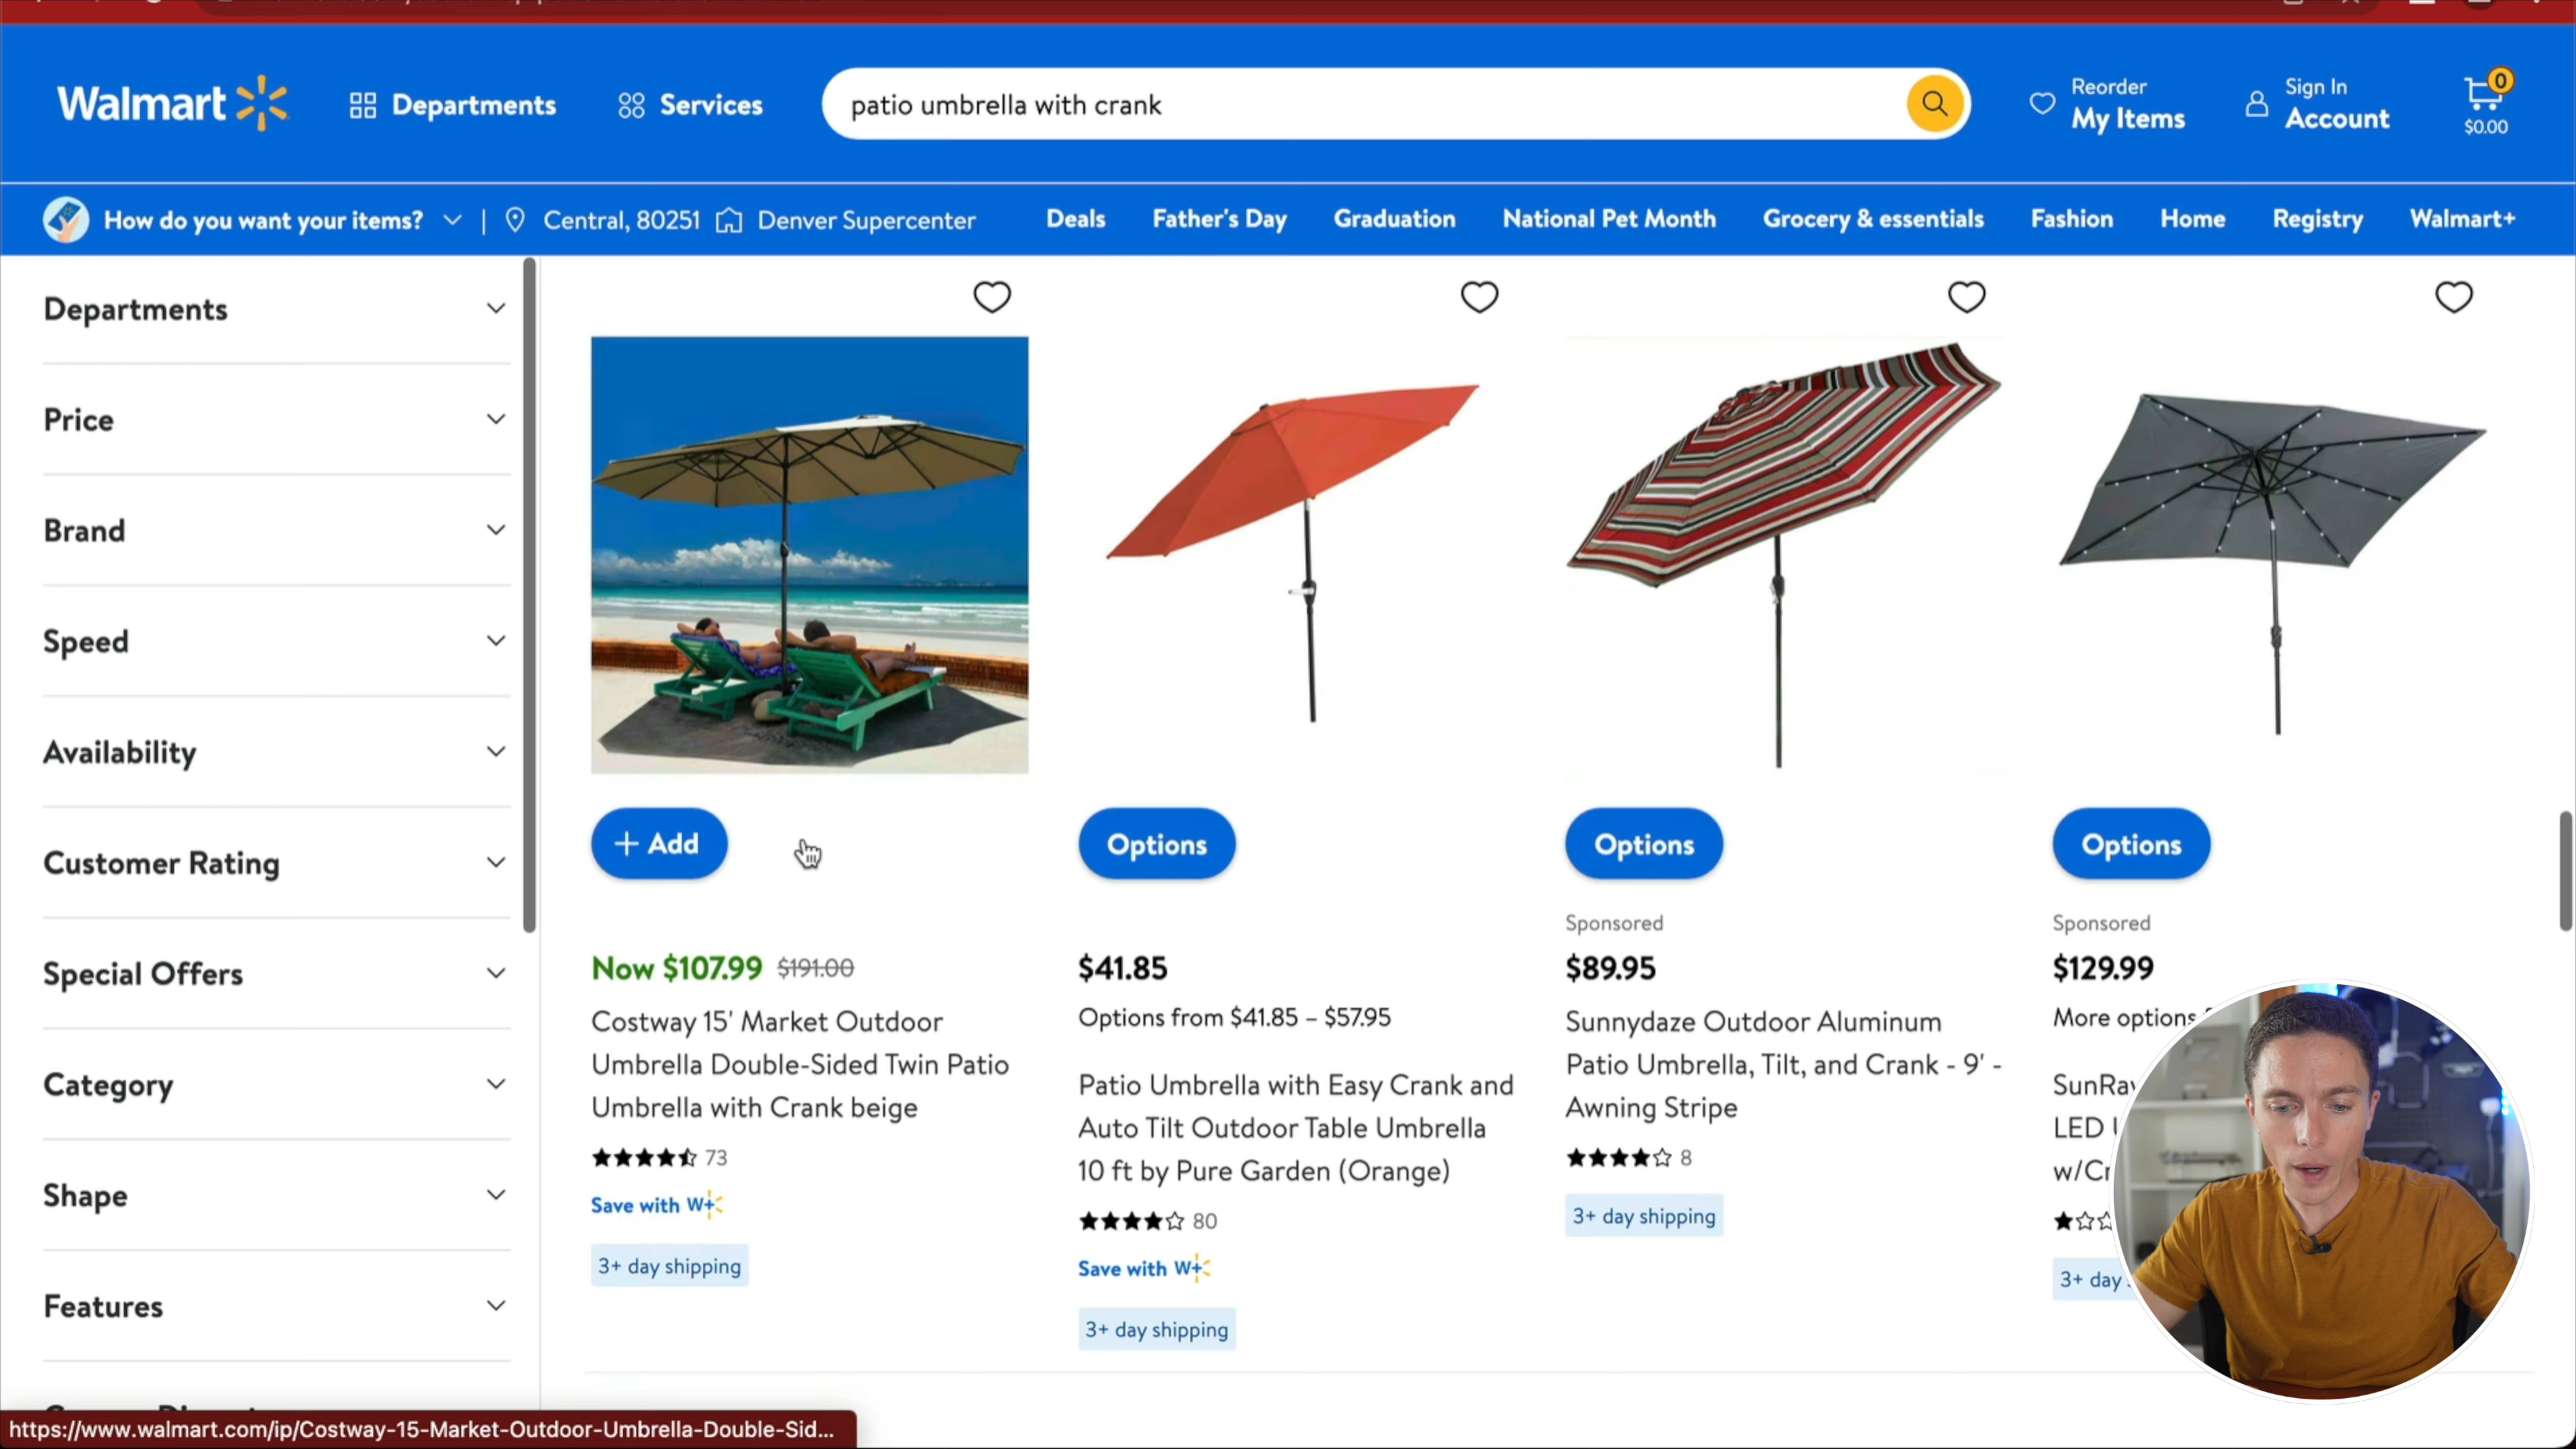 Walmart
Departments
Services
patio umbrella with crank
Reorder
My Items
Sign In
Account
0
$0.00
How do you want your items?
Central, 80251
Denver Supercenter
Deals
Father's Day
Graduation
National Pet Month
Grocery & essentials
Fashion
Home
Registry
Walmart+
Departments
Price
Brand
Speed
Availability
Customer Rating
Special Offers
Category
Shape
Features
+ Add
Now $107.99 $191.00
Costway 15' Market Outdoor
Umbrella Double-Sided Twin Patio
Umbrella with Crank beige
73
Save with W+
3+ day shipping
Options
$41.85
Options from $41.85 – $57.95
Patio Umbrella with Easy Crank and
Auto Tilt Outdoor Table Umbrella
10 ft by Pure Garden (Orange)
80
Save with W+
3+ day shipping
Options
Sponsored
$89.95
Sunnydaze Outdoor Aluminum
Patio Umbrella, Tilt, and Crank - 9' -
Awning Stripe
8
3+ day shipping
Options
Sponsored
$129.99
More options
SunRay
LED
w/Cr
3+ day
https://www.walmart.com/ip/Costway-15-Market-Outdoor-Umbrella-Double-Sid...